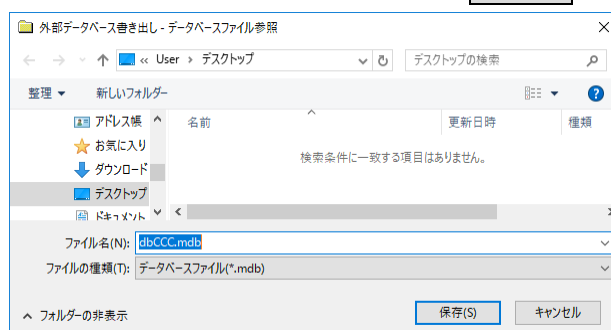 外部データベース書き出し - データベースファイル参照
« User › デスクトップ
デスクトップの検索
整理 新しいフォルダー
名前 更新日時 種類
アドレス帳
お気に入り
ダウンロード
デスクトップ
ドキュメント
検索条件に一致する項目はありません。
ファイル名(N): dbCCC.mdb
ファイルの種類(T): データベースファイル(*.mdb)
フォルダーの非表示 保存(S) キャンセル